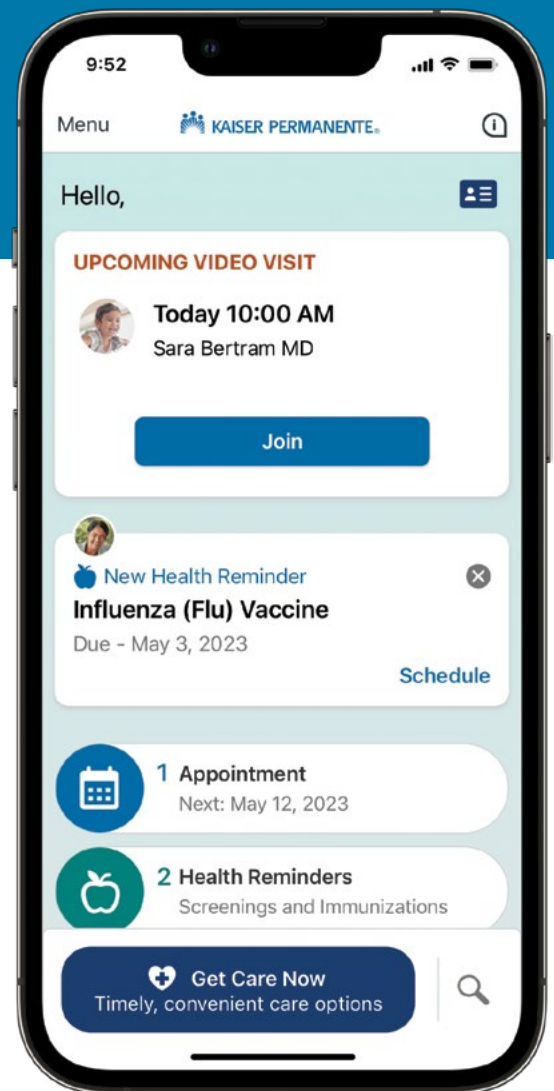 9:52
Menu
KAISER PERMANENTE®
Hello,
UPCOMING VIDEO VISIT
Today 10:00 AM
Sara Bertram MD
Join
New Health Reminder
Influenza (Flu) Vaccine
Due - May 3, 2023
Schedule
1 Appointment
Next: May 12, 2023
2 Health Reminders
Screenings and Immunizations
Get Care Now
Timely, convenient care options